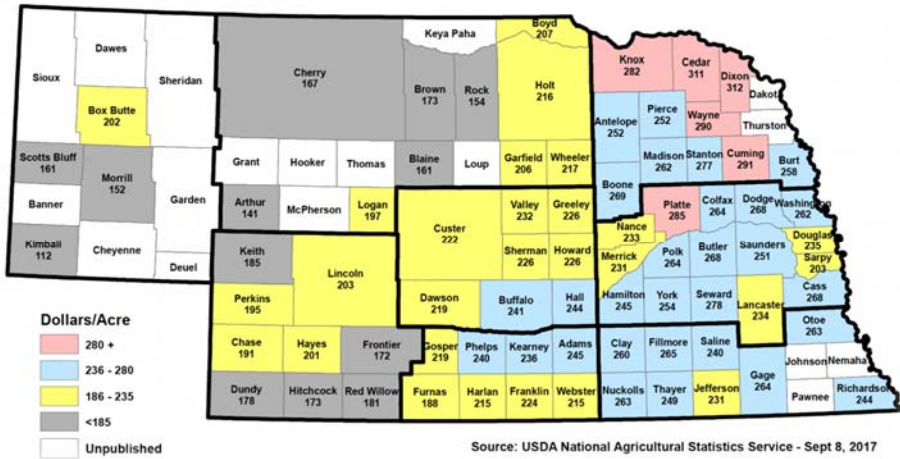 Boyd
207
Keya Paha
Dawes
Sioux
Sheridan
Cherry
167
Brown
173
Rock
154
Holt
216
Knox
282
Cedar
311
Dixon
312
Dakota
Box Butte
202
Antelope
252
Pierce
252
Wayne
290
Thurston
Scotts Bluff
161
Morrill
152
Garden
Grant
Hooker
Thomas
Blaine
161
Loup
Garfield
206
Wheeler
217
Madison
262
Stanton
277
Cuming
291
Burt
258
Boone
269
Banner
Arthur
141
McPherson
Logan
197
Custer
222
Valley
232
Greeley
226
Platte
285
Colfax
264
Dodge
268
Washington
262
Nance
233
Douglas
235
Kimball
112
Cheyenne
Deuel
Keith
185
Lincoln
203
Sherman
226
Howard
226
Merrick
231
Polk
264
Butler
268
Saunders
251
Sarpy
203
Perkins
195
Dawson
219
Buffalo
241
Hall
244
Hamilton
245
York
254
Seward
278
Lancaster
234
Cass
268
Otoe
263
Chase
191
Hayes
201
Frontier
172
Gosper
219
Phelps
240
Kearney
236
Adams
245
Clay
260
Fillmore
265
Saline
240
Gage
264
Johnson
Nemaha
Dundy
178
Hitchcock
173
Red Willow
181
Furnas
188
Harlan
215
Franklin
224
Webster
215
Nuckolls
263
Thayer
249
Jefferson
231
Pawnee
Richardson
244
Dollars/Acre
280 +
236 - 280
186 - 235
<185
Unpublished
Source: USDA National Agricultural Statistics Service - Sept 8, 2017